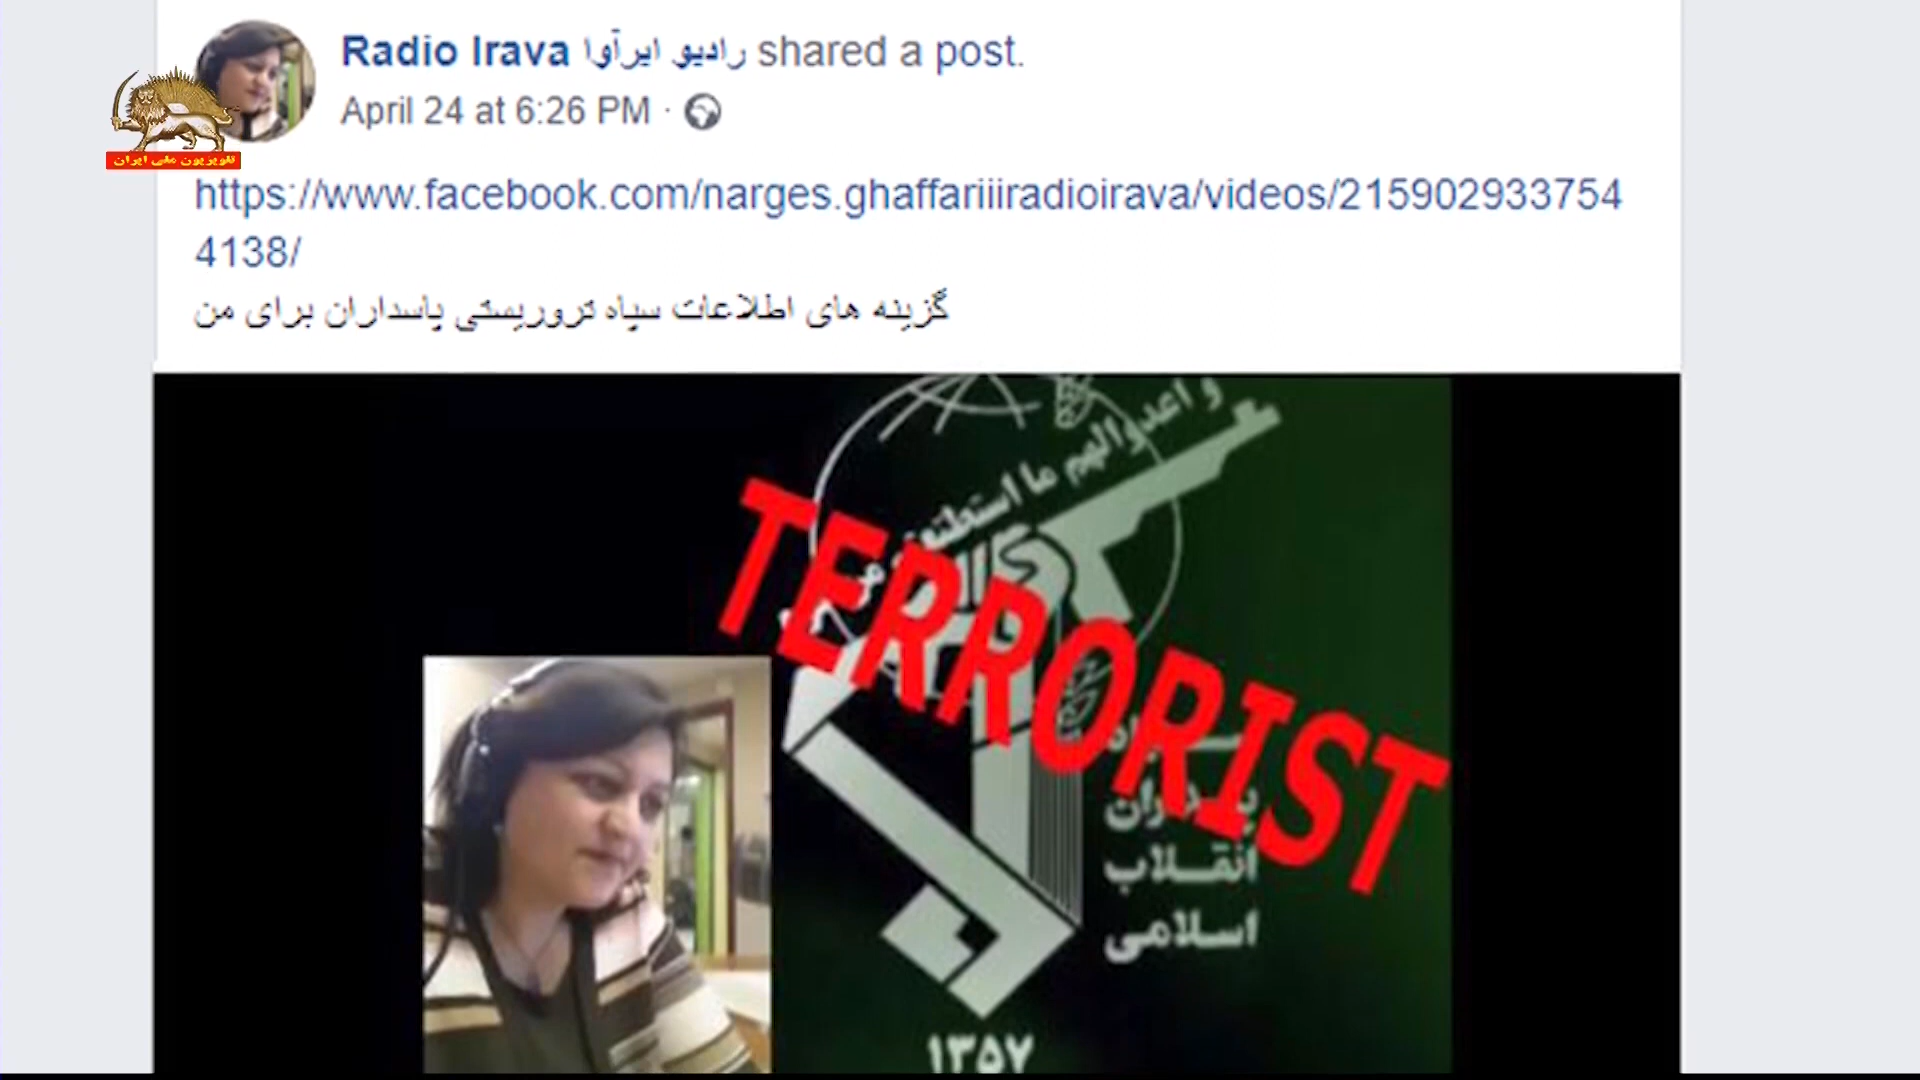 Radio Irava رادیو ایرآوا shared a post.
April 24 at 6:26 PM ·
تلویزیون ملی ایران
https://www.facebook.com/narges.ghaffariiiradioirava/videos/215902933754
4138/
گزینه های اطلاعات سپاه تروریستی پاسداران برای من
و اعدوالهم ما استطعتم
TERRORIST
انقلاب
اسلامی
۱۳۵۷